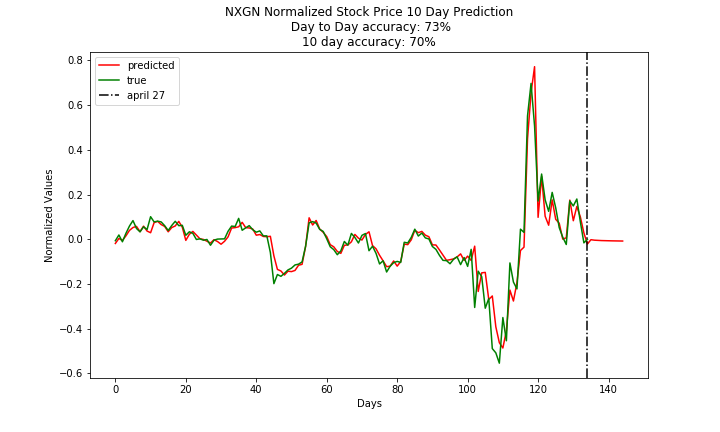 NXGN Normalized Stock Price 10 Day Prediction
Day to Day accuracy: 73%
10 day accuracy: 70%
predicted
true
april 27
Normalized Values
0.8
0.6
0.4
0.2
0.0
−0.2
−0.4
−0.6
0 20 40 60 80 100 120 140
Days